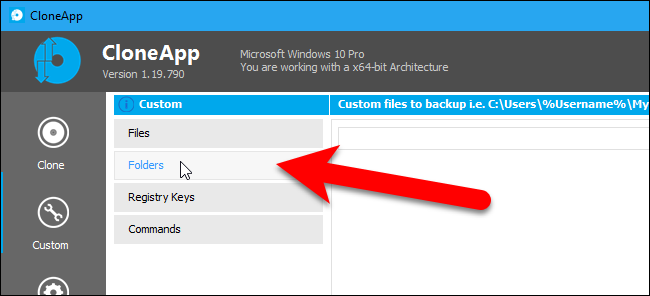 CloneApp
CloneApp
Version 1.19.790
Microsoft Windows 10 Pro
You are working with a x64-bit Architecture
Custom
Custom files to backup i.e. C:\Users\%Username%\My
Files
Clone
Folders
Registry Keys
Custom
Commands